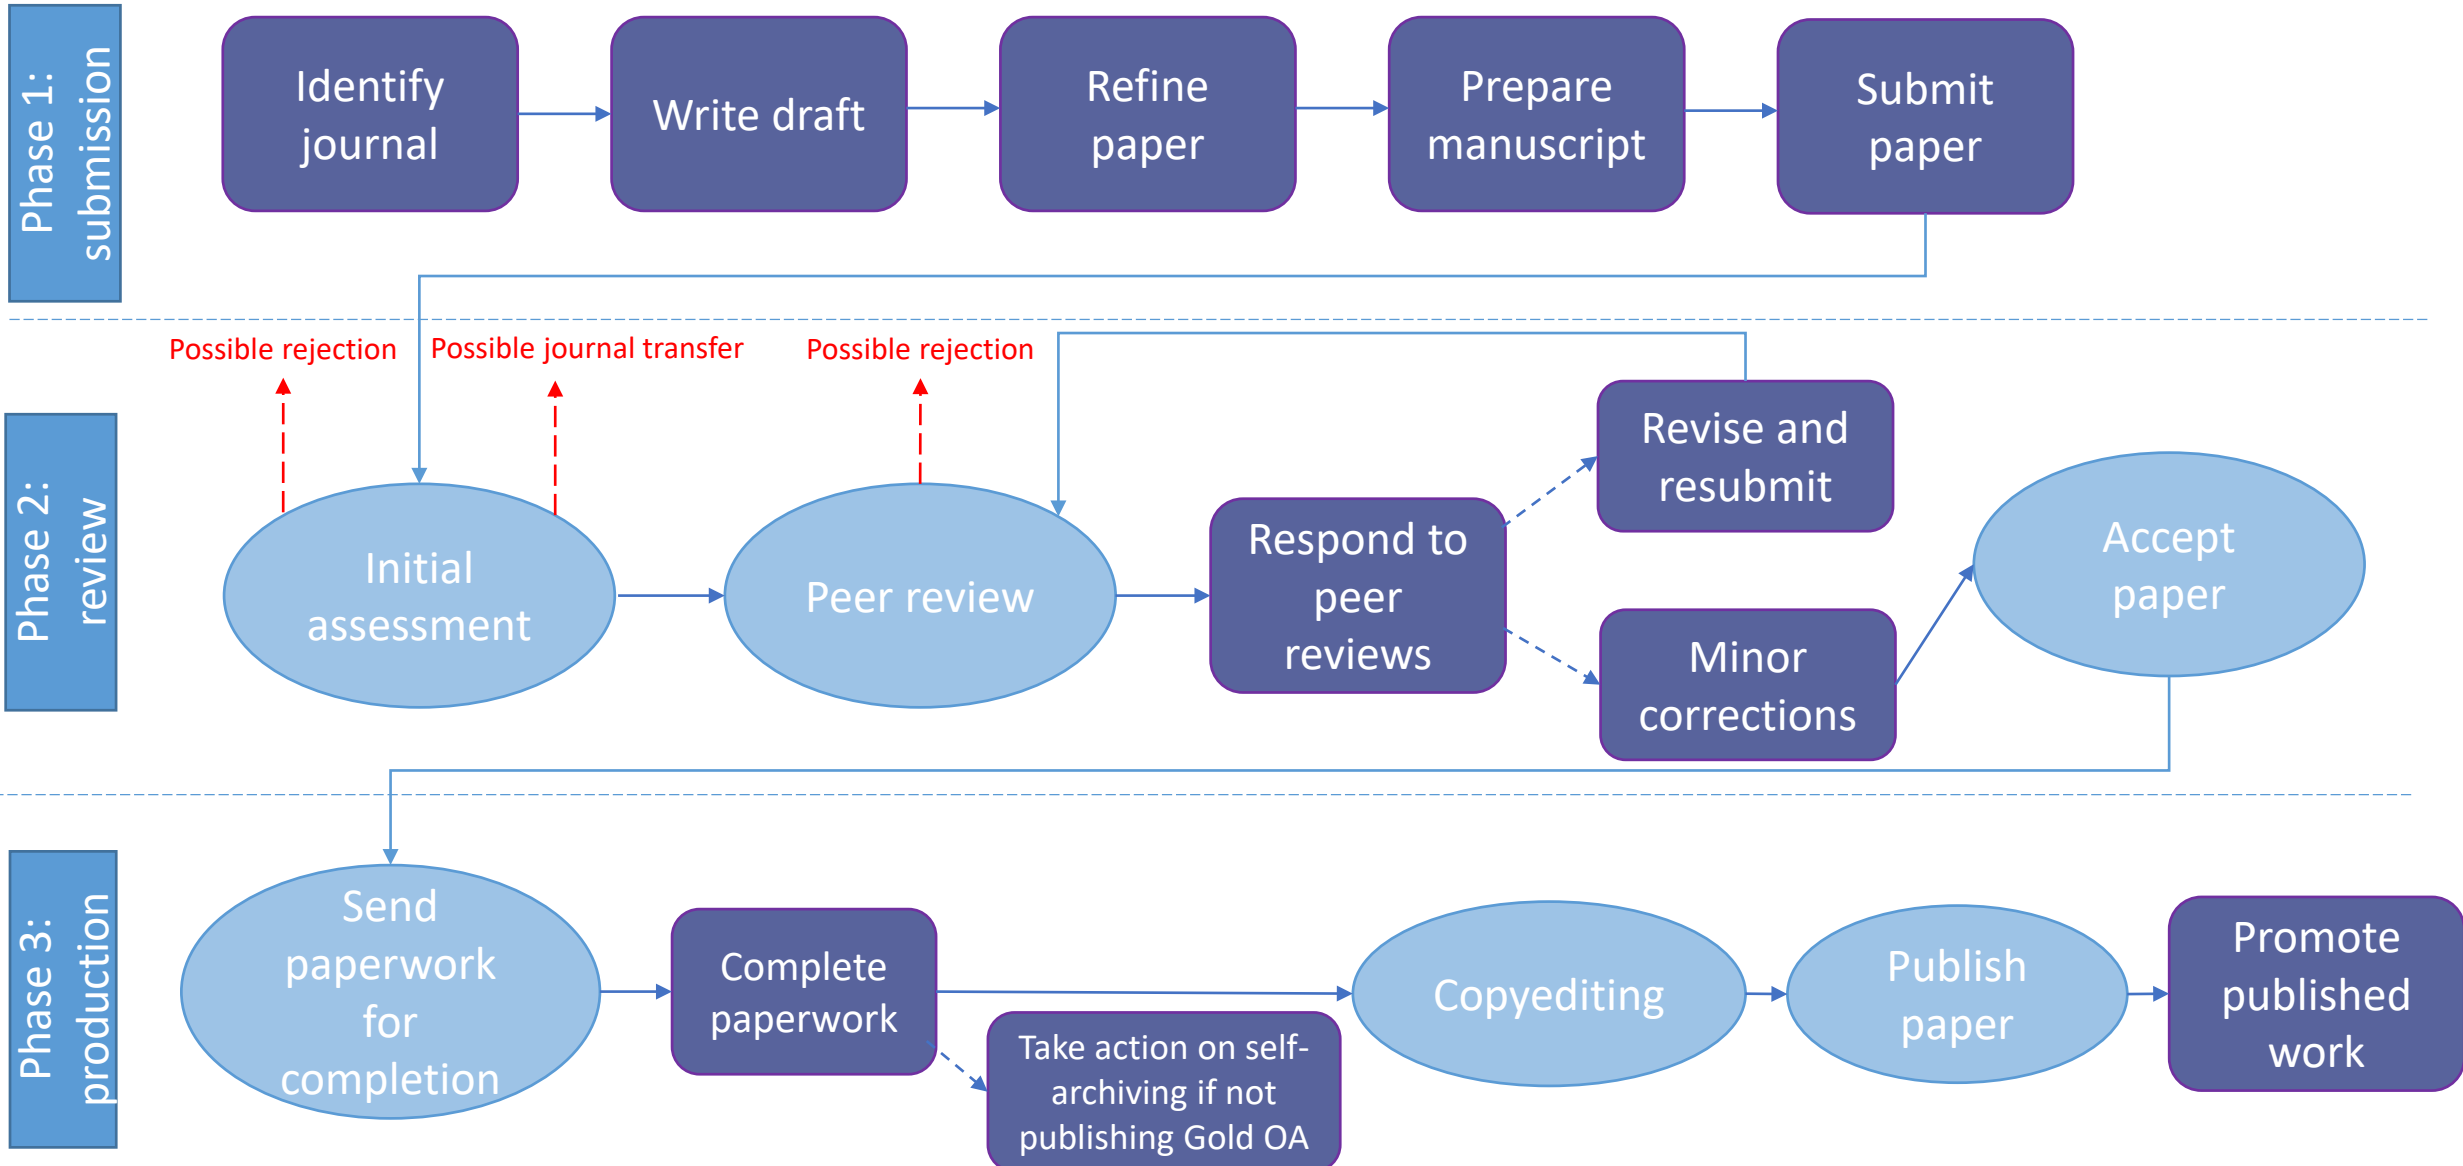 Phase 1:
submission
Identify
journal
Write draft
Refine
paper
Prepare
manuscript
Submit
paper
Possible rejection
Possible journal transfer
Possible rejection
Phase 2:
review
Initial
assessment
Peer review
Respond to
peer
reviews
Revise and
resubmit
Minor
corrections
Accept
paper
Phase 3:
production
Send
paperwork
for
completion
Complete
paperwork
Take action on self-
archiving if not
publishing Gold OA
Copyediting
Publish
paper
Promote
published
work